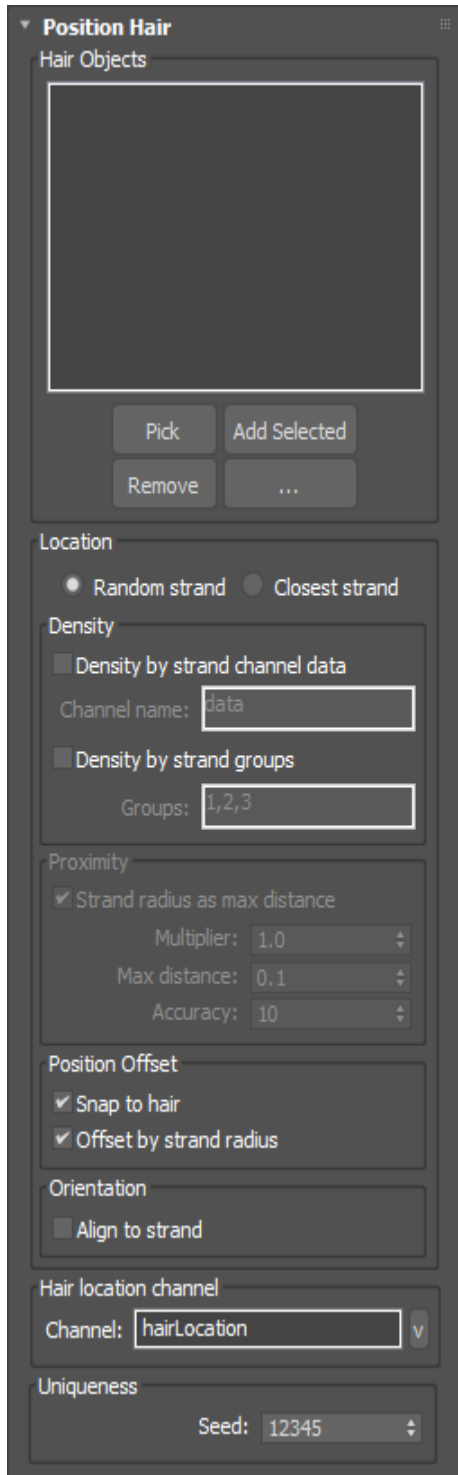 Position Hair
Hair Objects
Pick Add Selected
Remove ...
Location
Random strand Closest strand
Density
Density by strand channel data
Channel name: data
Density by strand groups
Groups: 1,2,3
Proximity
Strand radius as max distance
Multiplier: 1.0
Max distance: 0.1
Accuracy: 10
Position Offset
Snap to hair
Offset by strand radius
Orientation
Align to strand
Hair location channel
Channel: hairLocation v
Uniqueness
Seed: 12345